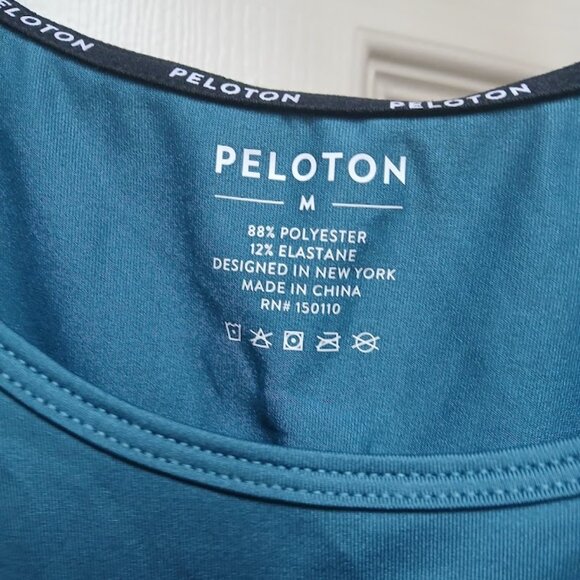 PELOTON PELOTON PELOTON
PELOTON
M
88% POLYESTER
12% ELASTANE
DESIGNED IN NEW YORK
MADE IN CHINA
RN# 150110